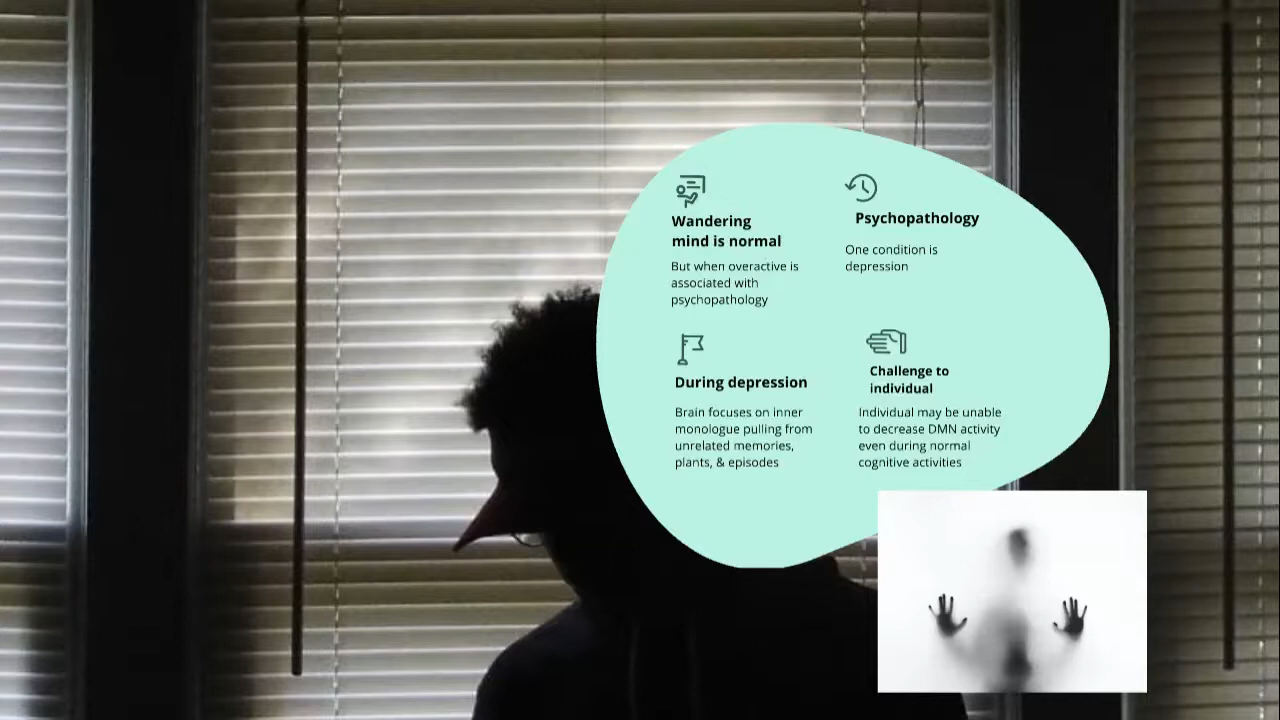 Wandering
mind is normal
But when overactive is
associated with
psychopathology
Psychopathology
One condition is
depression
During depression
Brain focuses on inner
monologue pulling from
unrelated memories,
plants, & episodes
Challenge to
individual
Individual may be unable
to decrease DMN activity
even during normal
cognitive activities